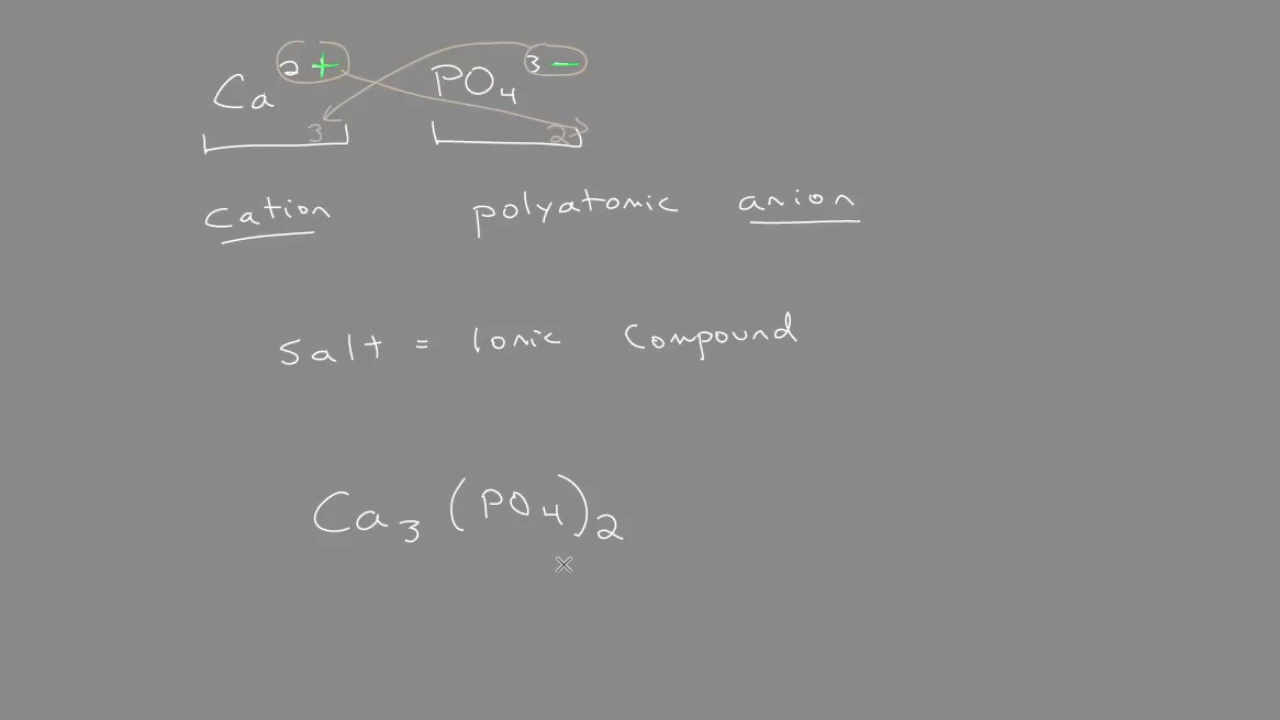 Ca 2+ PO4 3-
3 2
cation polyatomic anion
salt = Ionic compound
Ca3 (PO4)2